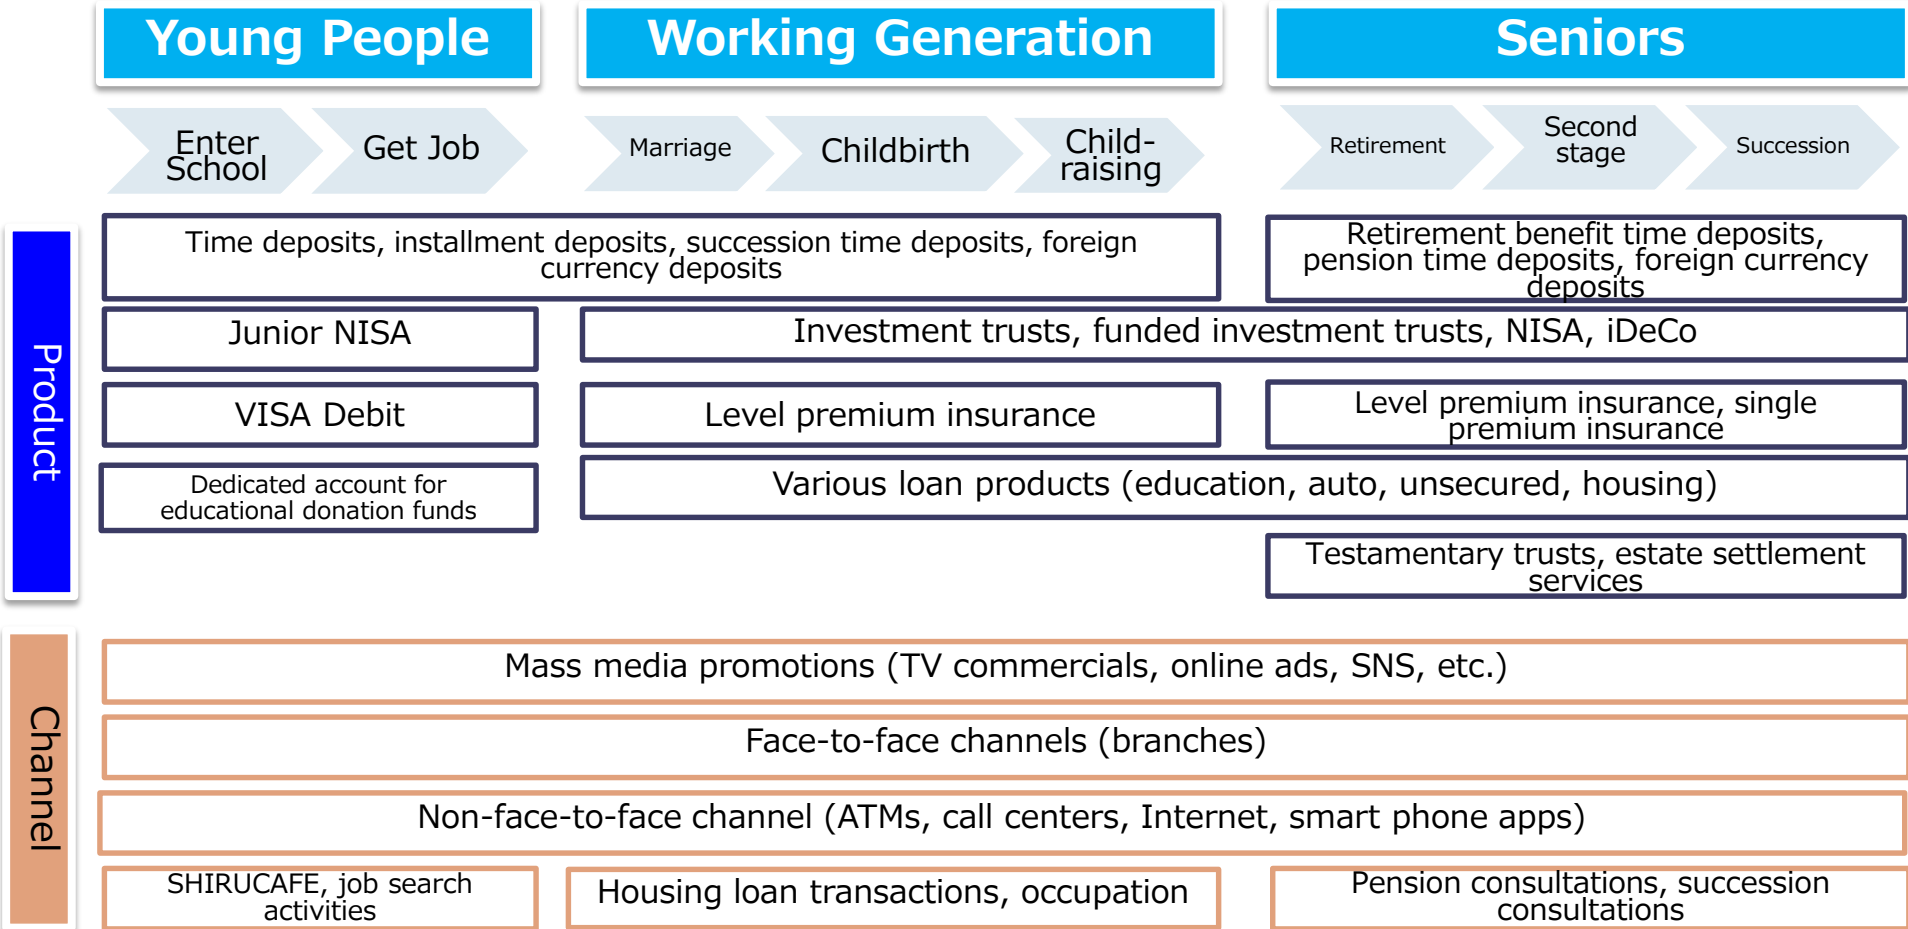 Young People
Working Generation
Seniors
Enter
School
Get Job
Marriage
Childbirth
Child-
raising
Retirement
Second
stage
Succession
Product
Time deposits, installment deposits, succession time deposits, foreign
currency deposits
Retirement benefit time deposits,
pension time deposits, foreign currency
deposits
Junior NISA
Investment trusts, funded investment trusts, NISA, iDeCo
VISA Debit
Level premium insurance
Level premium insurance, single
premium insurance
Dedicated account for
educational donation funds
Various loan products (education, auto, unsecured, housing)
Testamentary trusts, estate settlement
services
Channel
Mass media promotions (TV commercials, online ads, SNS, etc.)
Face-to-face channels (branches)
Non-face-to-face channel (ATMs, call centers, Internet, smart phone apps)
SHIRUCAFE, job search
activities
Housing loan transactions, occupation
Pension consultations, succession
consultations